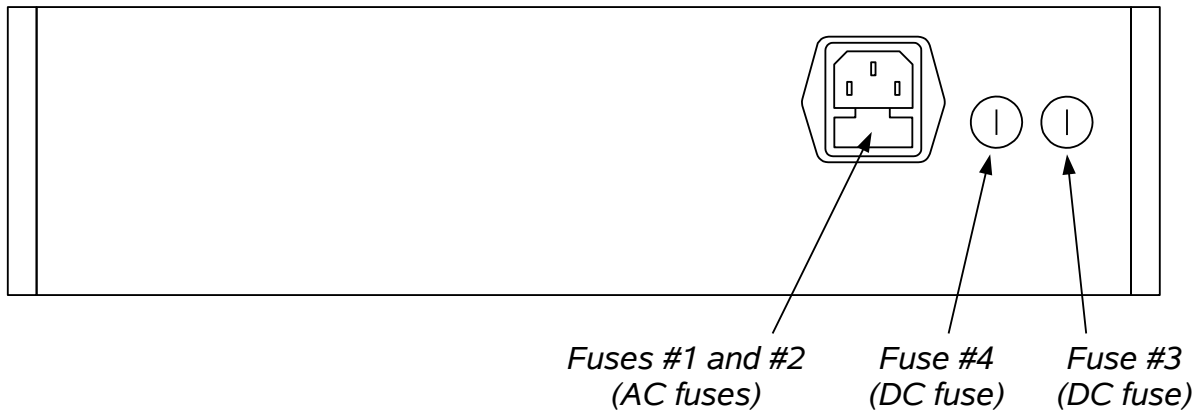 Fuses #1 and #2
(AC fuses)
Fuse #4
(DC fuse)
Fuse #3
(DC fuse)